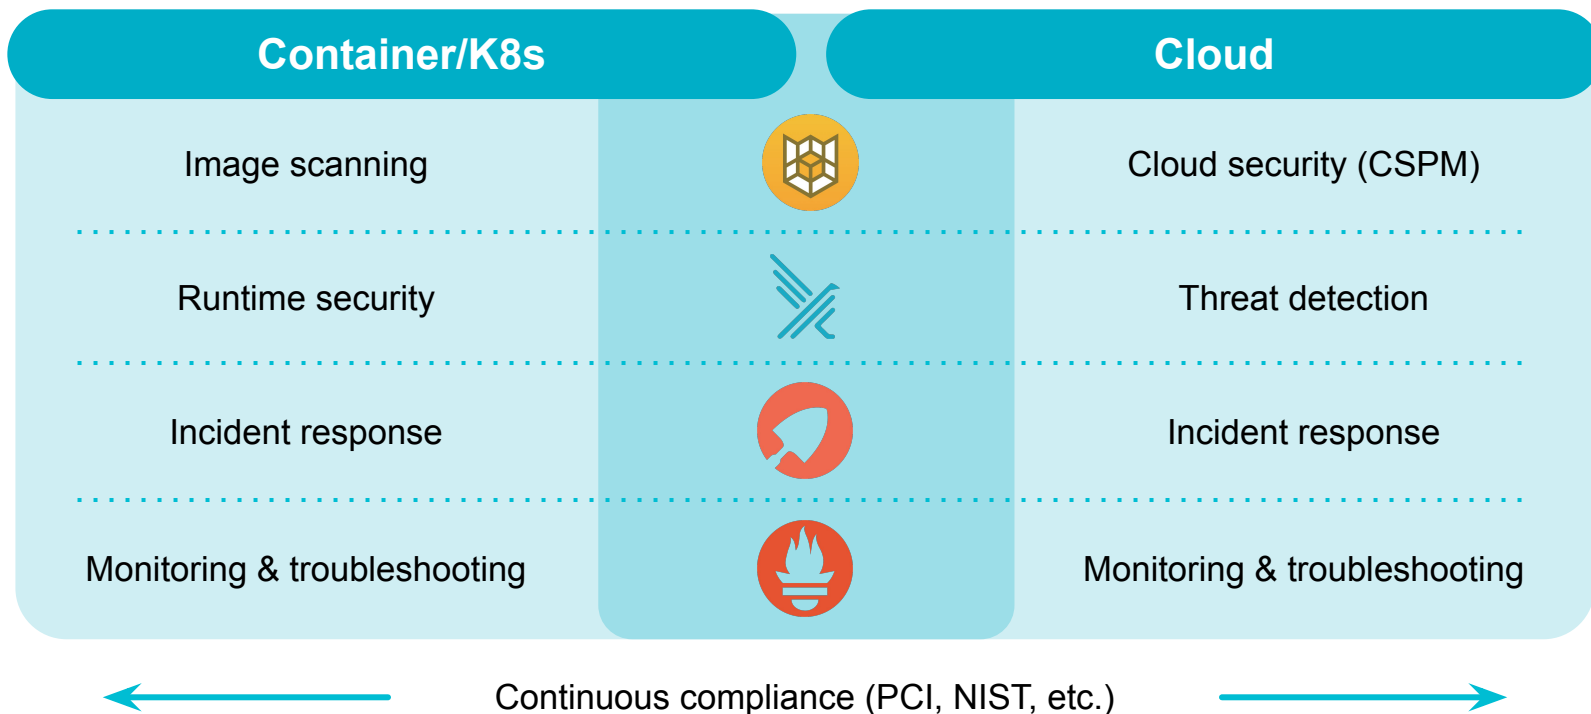 Container/K8s
Cloud
Image scanning
Cloud security (CSPM)
Runtime security
Threat detection
Incident response
Incident response
Monitoring & troubleshooting
Monitoring & troubleshooting
Continuous compliance (PCI, NIST, etc.)